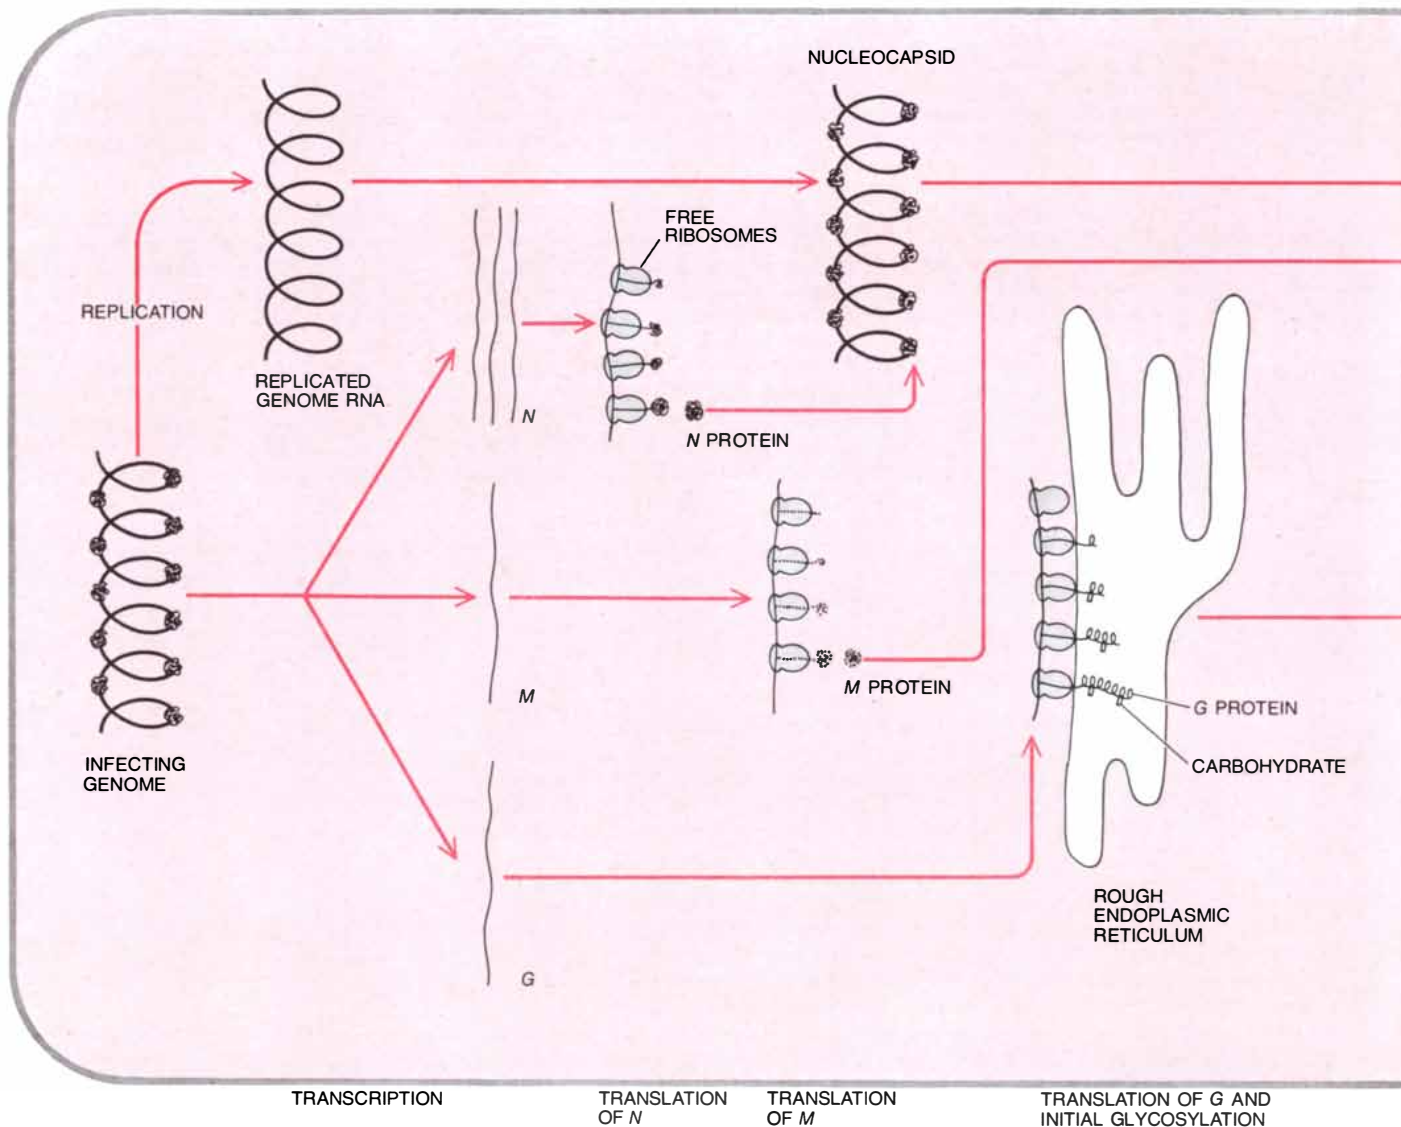 NUCLEOCAPSID
FREE
RIBOSOMES
REPLICATION
REPLICATED
GENOME RNA
N
N PROTEIN
M
M PROTEIN
G PROTEIN
CARBOHYDRATE
INFECTING
GENOME
ROUGH
ENDOPLASMIC
RETICULUM
G
TRANSCRIPTION
TRANSLATION
OF N
TRANSLATION
OF M
TRANSLATION OF G AND
INITIAL GLYCOSYLATION